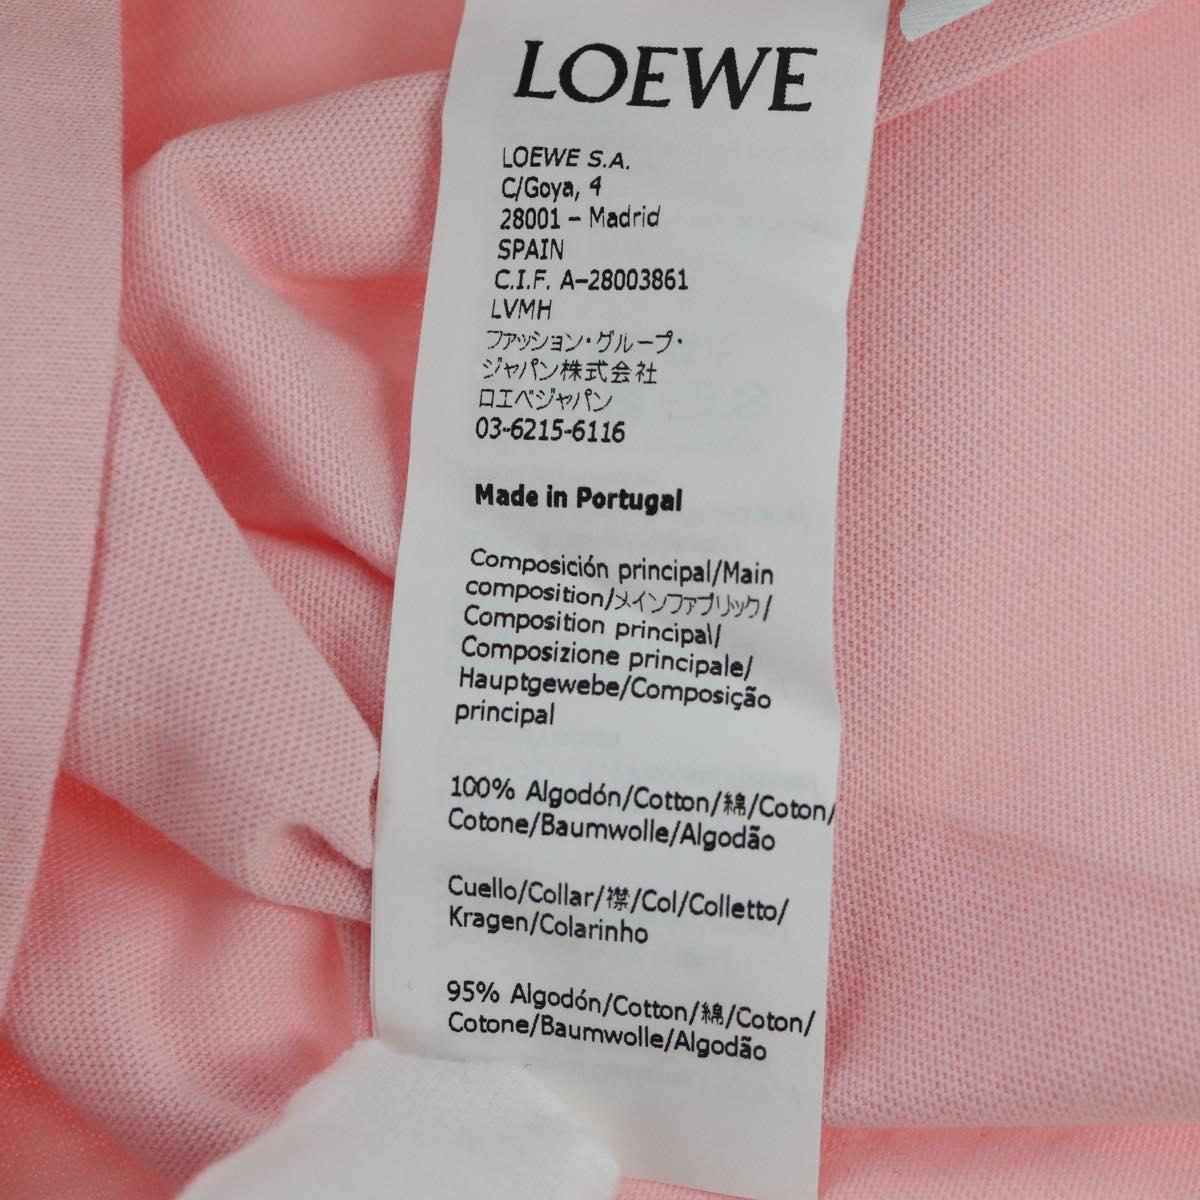 LOEWE
LOEWE S.A.
C/Goya, 4
28001 – Madrid
SPAIN
C.I.F. A–28003861
LVMH
ファッション・グループ・
ジャパン株式会社
ロエベジャパン
03-6215-6116
Made in Portugal
Composición principal/Main
composition/メインファブリック/
Composition principal/
Composizione principale/
Hauptgewebe/Composição
principal
100% Algodón/Cotton/綿/Coton/
Cotone/Baumwolle/Algodão
Cuello/Collar/襟/Col/Colletto/
Kragen/Colarinho
95% Algodón/Cotton/綿/Coton/
Cotone/Baumwolle/Algodão